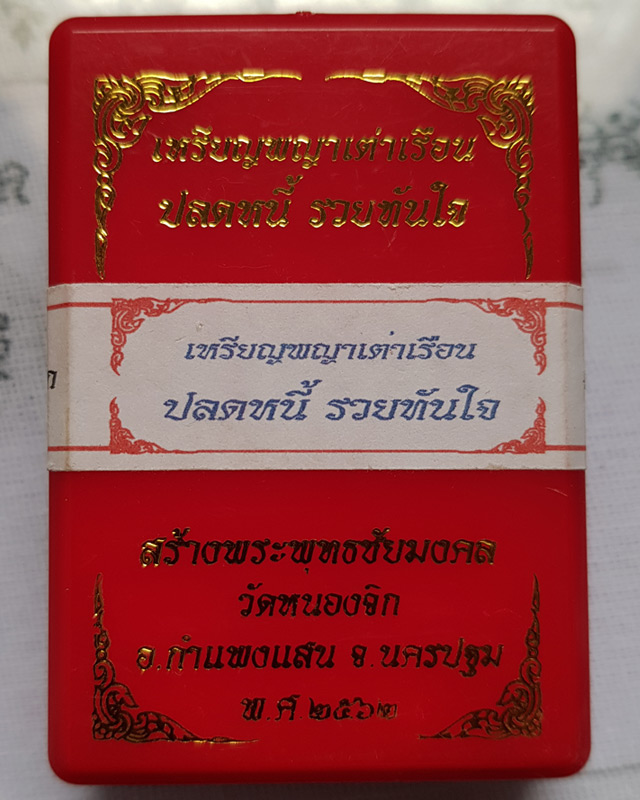 เหรียญพญาเต่าเรือน
ปลดหนี้ รวยทันใจ
เหรียญพญาเต่าเรือน
ปลดหนี้ รวยทันใจ
สร้างพระพุทธชัยมงคล
วัดหนองจิก
อ.กำแพงแสน จ.นครปฐม
พ.ศ.๒๕๖๒